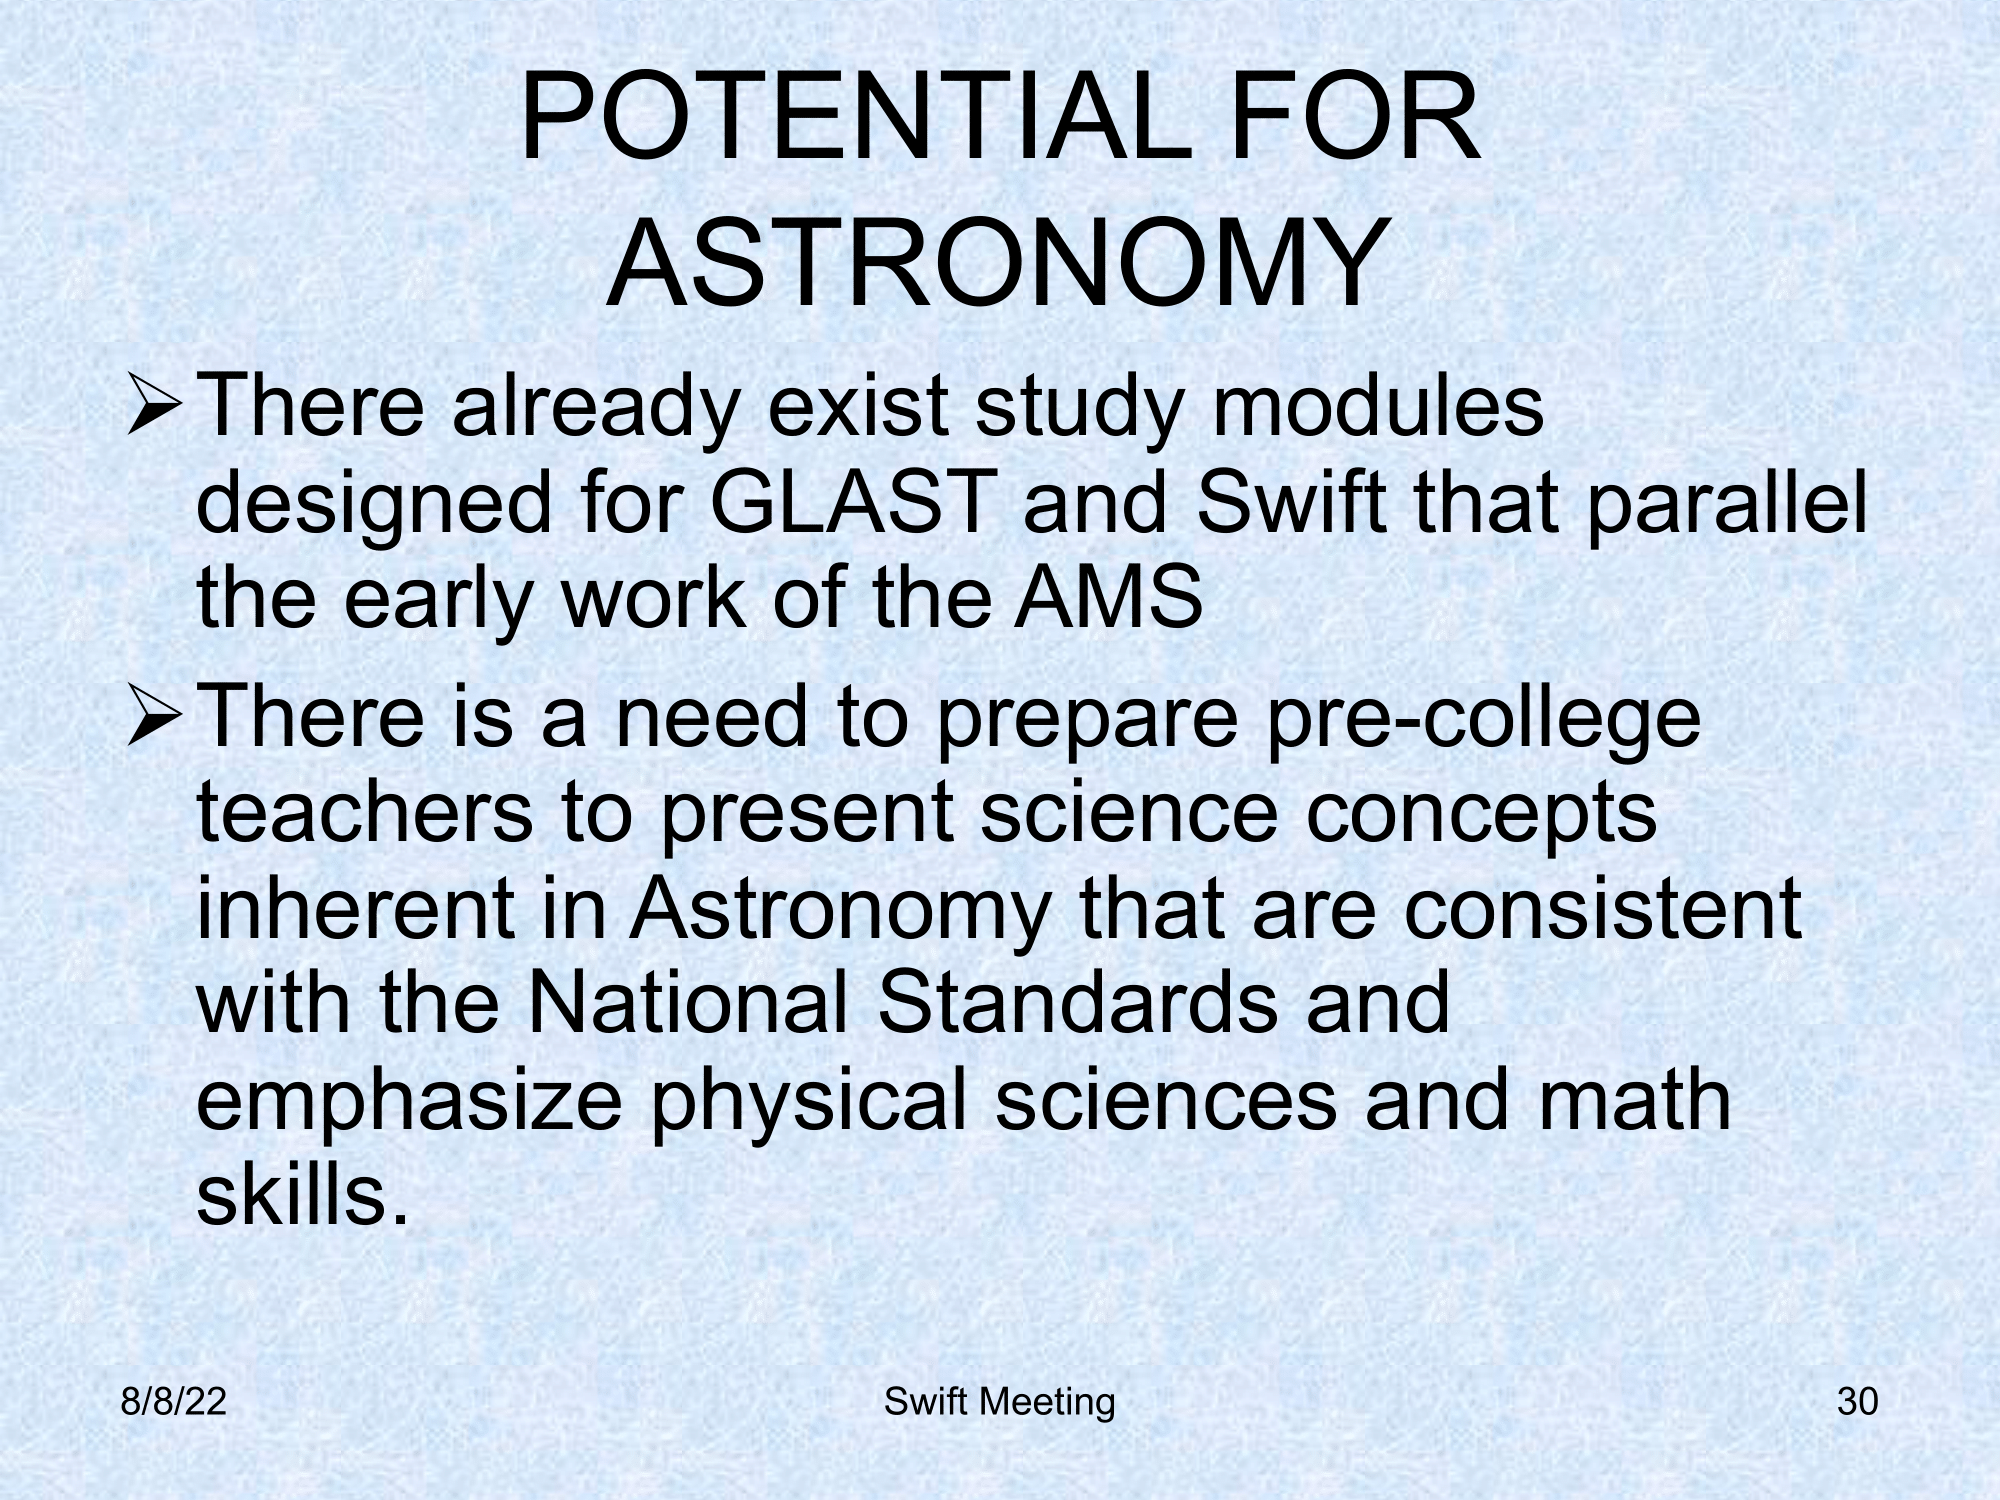 POTENTIAL FOR
ASTRONOMY
➢There already exist study modules
designed for GLAST and Swift that parallel
the early work of the AMS
➢There is a need to prepare pre-college
teachers to present science concepts
inherent in Astronomy that are consistent
with the National Standards and
emphasize physical sciences and math
skills.
8/8/22
Swift Meeting
30